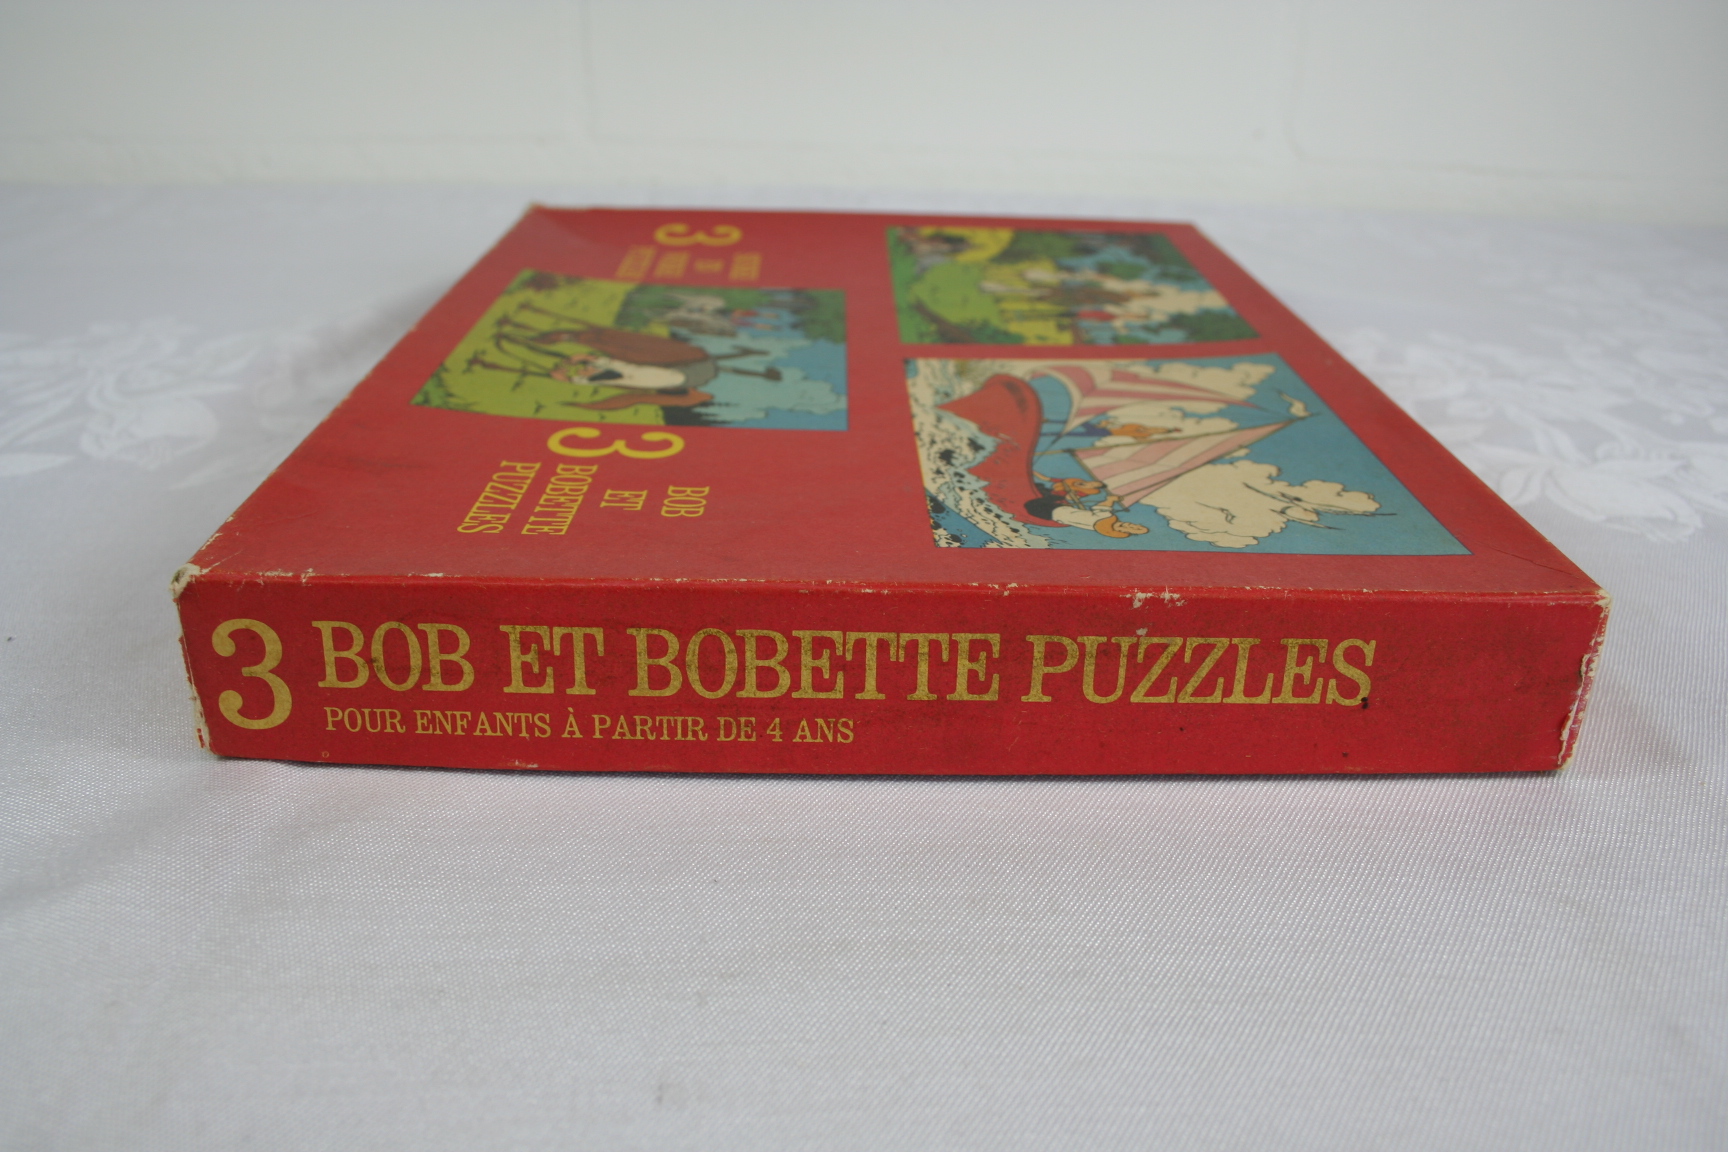 3
BOB
ET
BOBETTE
PUZZLES
3
3 BOB ET BOBETTE PUZZLES
POUR ENFANTS À PARTIR DE 4 ANS